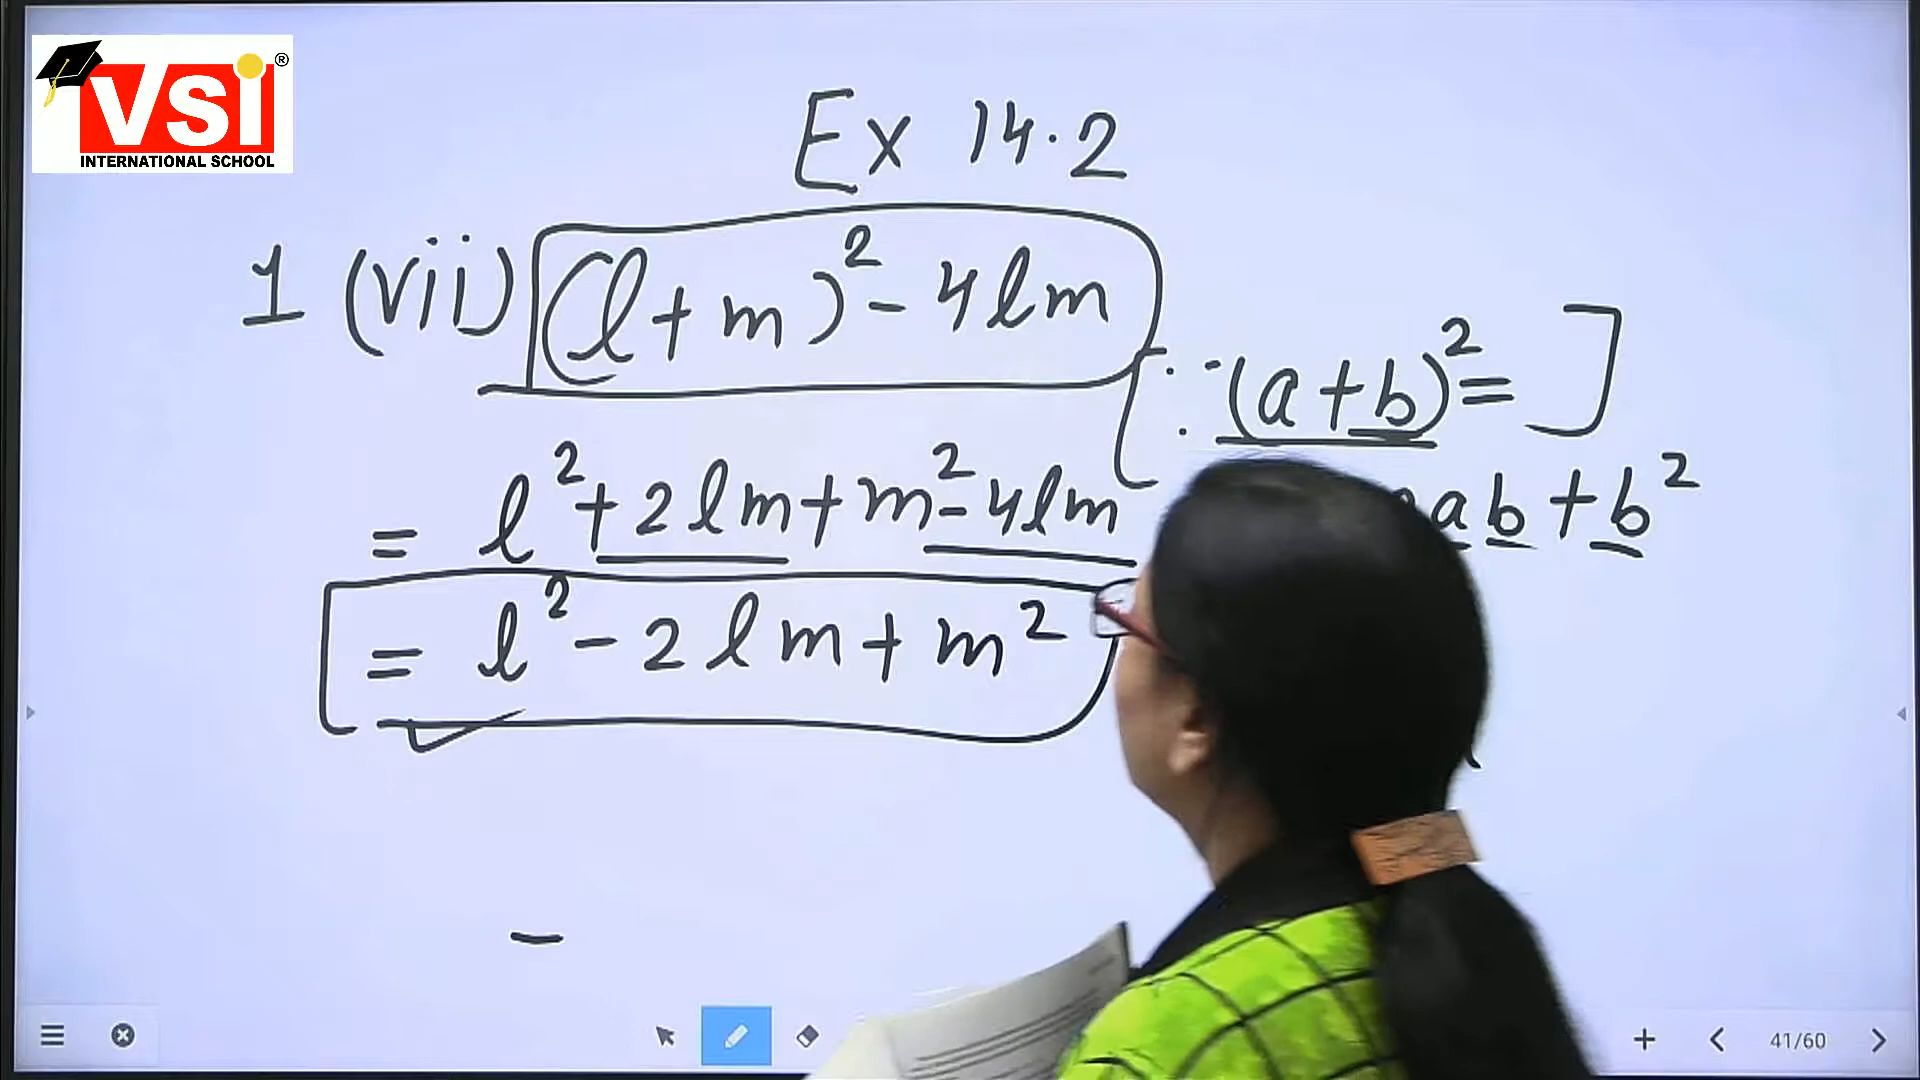 vsi ®
INTERNATIONAL SCHOOL
Ex 14.2
1 (vii) (l+m)² - 4lm
[∵ (a+b)² = ]
ab + b²
= l² + 2lm + m² - 4lm
= l² - 2lm + m²
-
41/60